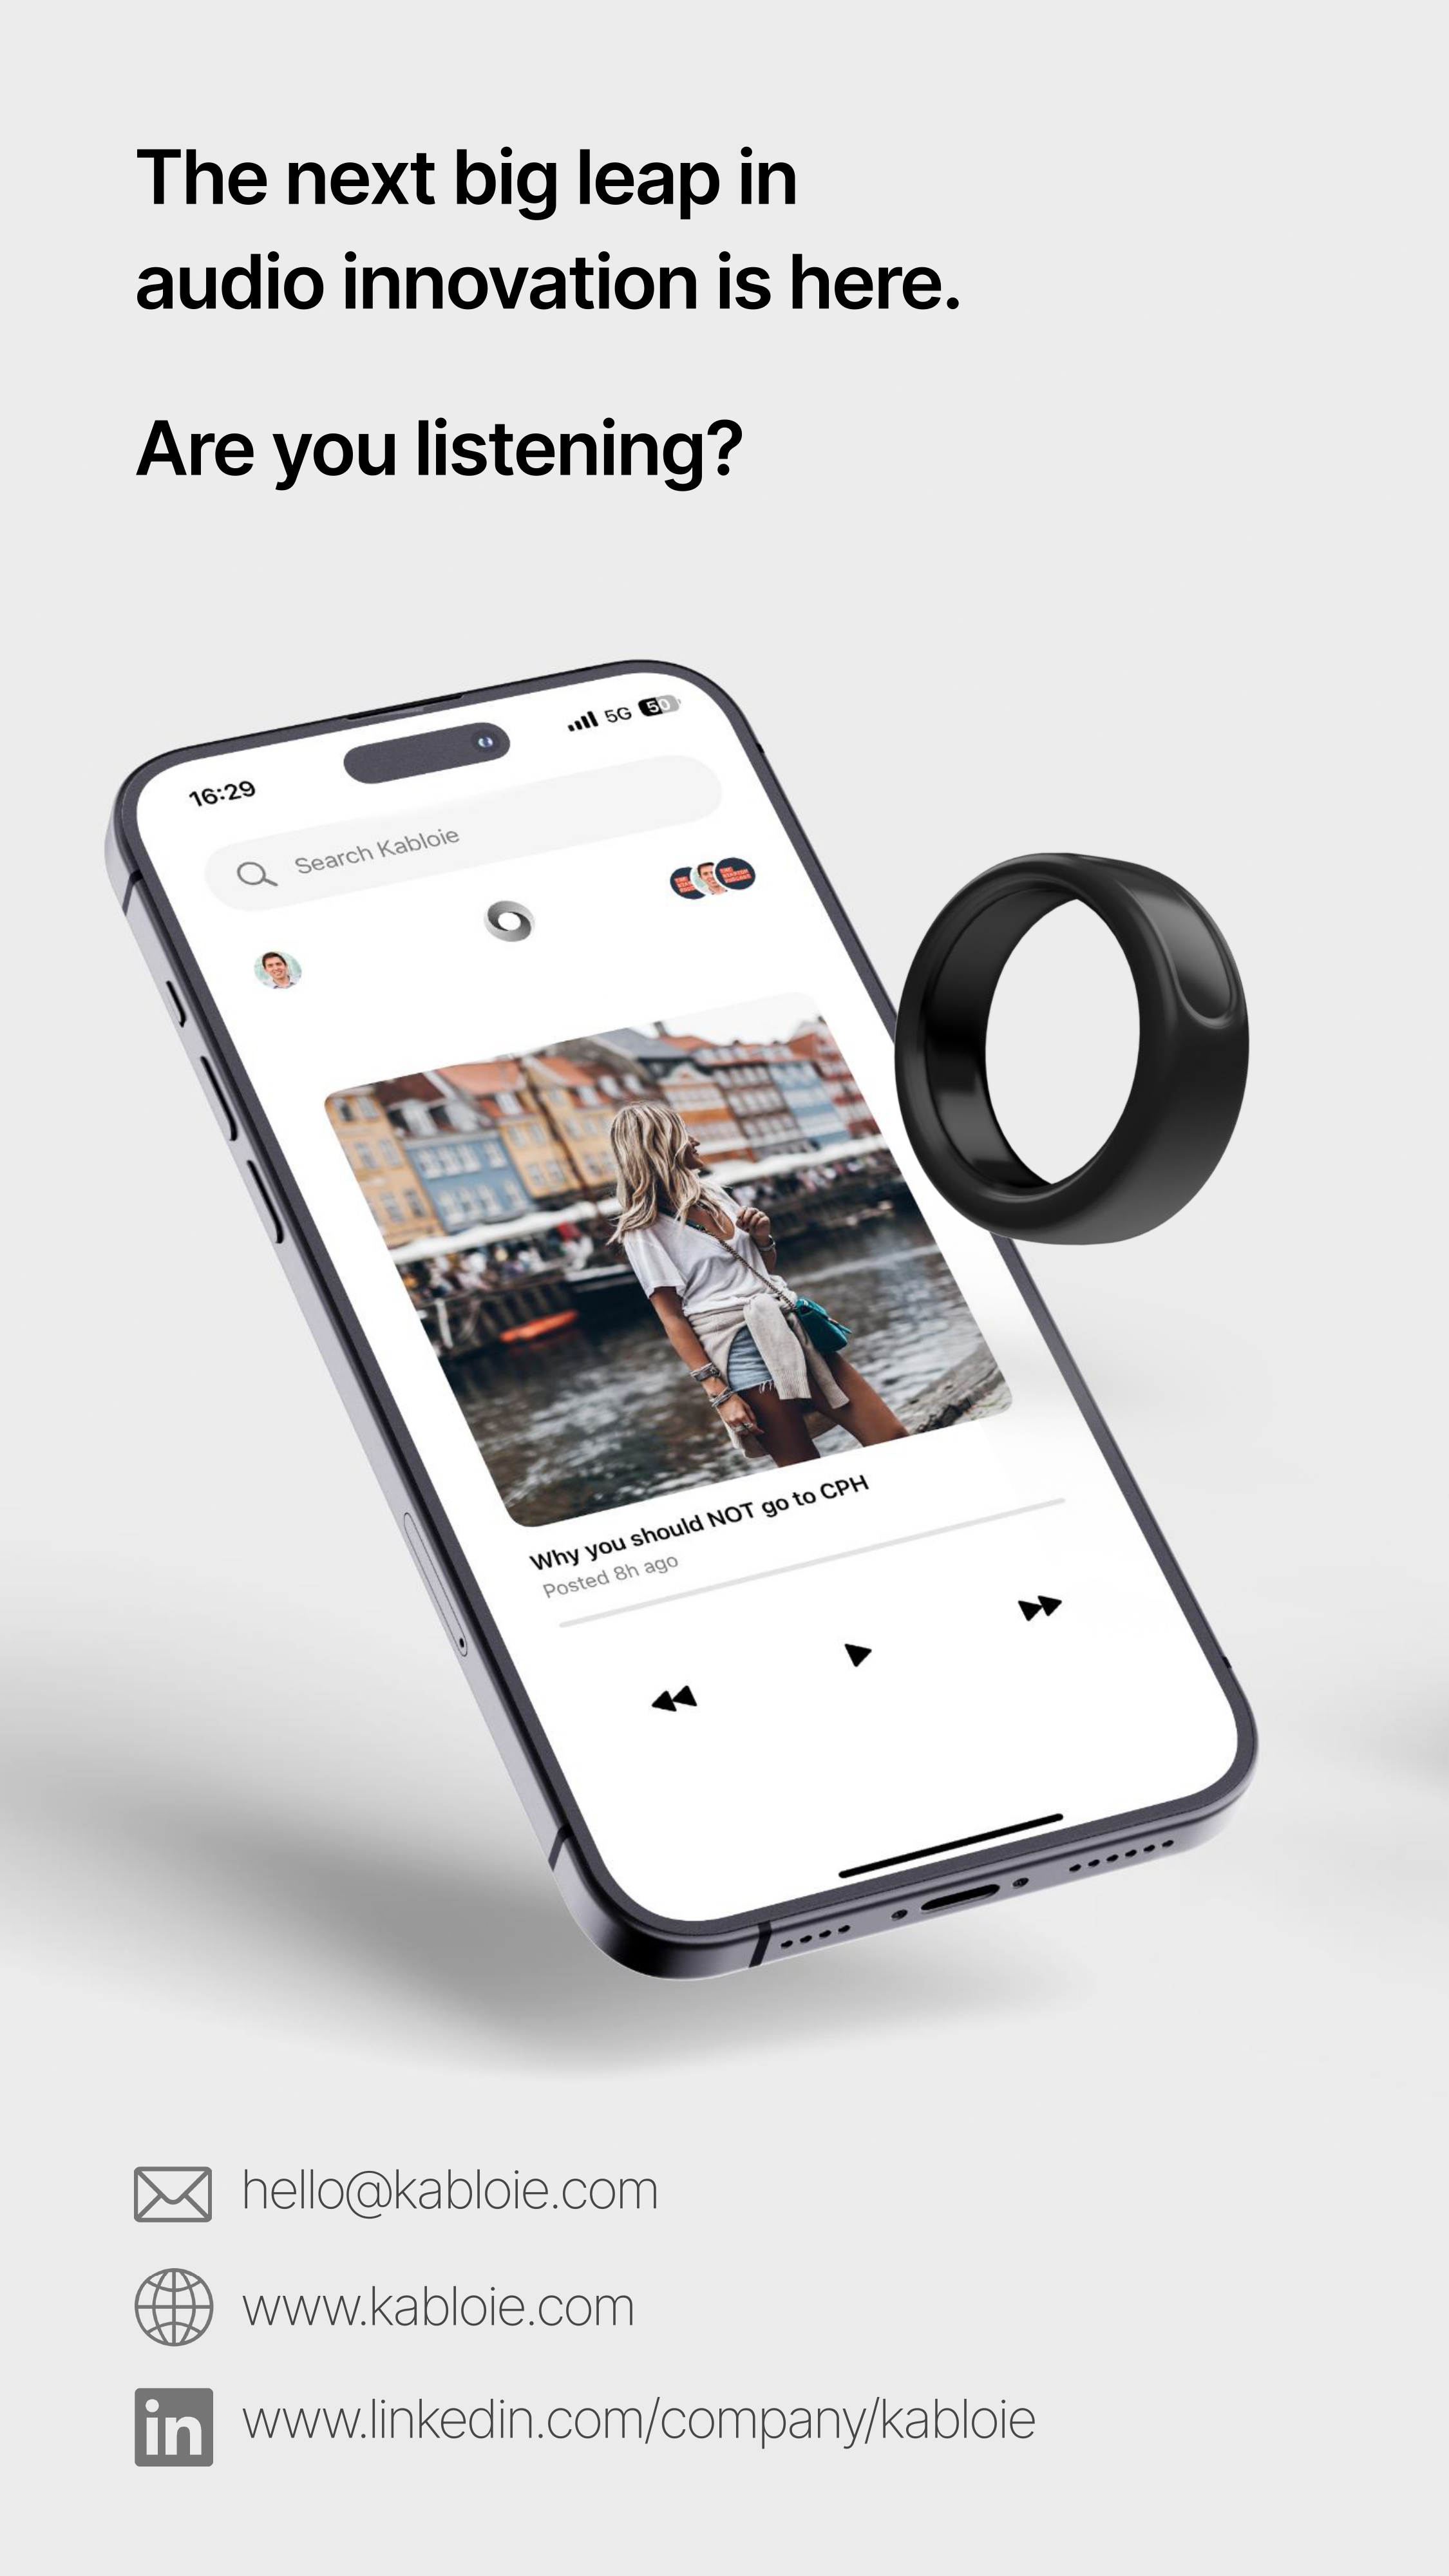 The next big leap in
audio innovation is here.
Are you listening?
16:29
5G 50
Search Kabloie
Why you should NOT go to CPH
Posted 8h ago
hello@kabloie.com
www.kabloie.com
in www.linkedin.com/company/kabloie